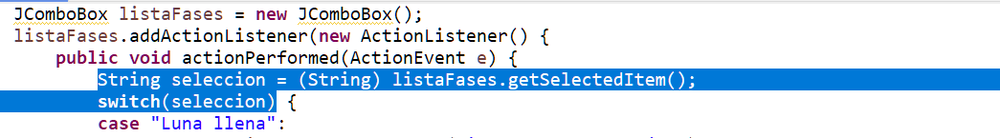 JComboBox listaFases = new JComboBox();
listaFases.addActionListener(new ActionListener() {
public void actionPerformed(ActionEvent e) {
String seleccion = (String) listaFases.getSelectedItem();
switch(seleccion) {
case "Luna llena":